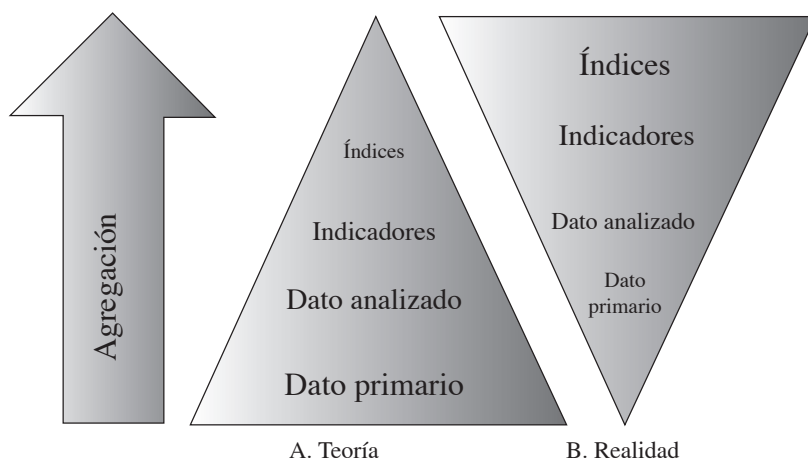 Agregación
Índices
Indicadores
Dato analizado
Dato primario
A. Teoría
Índices
Indicadores
Dato analizado
Dato
primario
B. Realidad